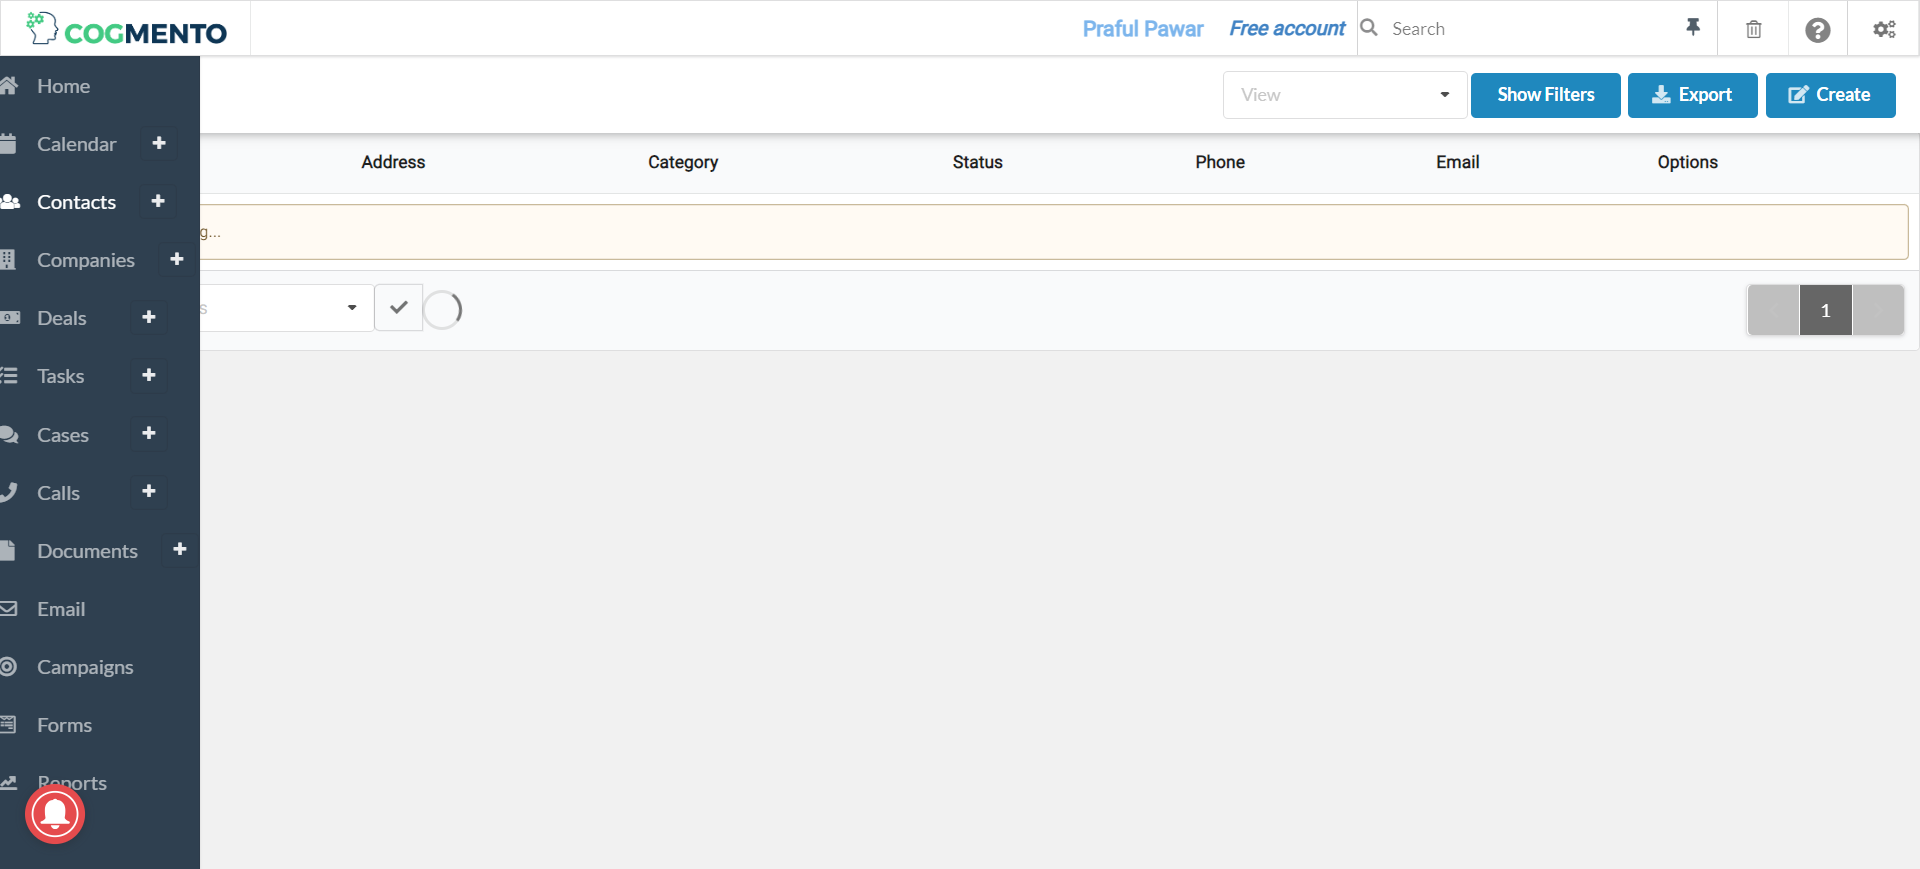 COGMENTO
Praful Pawar
Free account
Search
Home
Calendar
Contacts
Companies
Deals
Tasks
Cases
Calls
Documents
Email
Campaigns
Forms
Reports
View
Show Filters
Export
Create
Address
Category
Status
Phone
Email
Options
g...
s
1